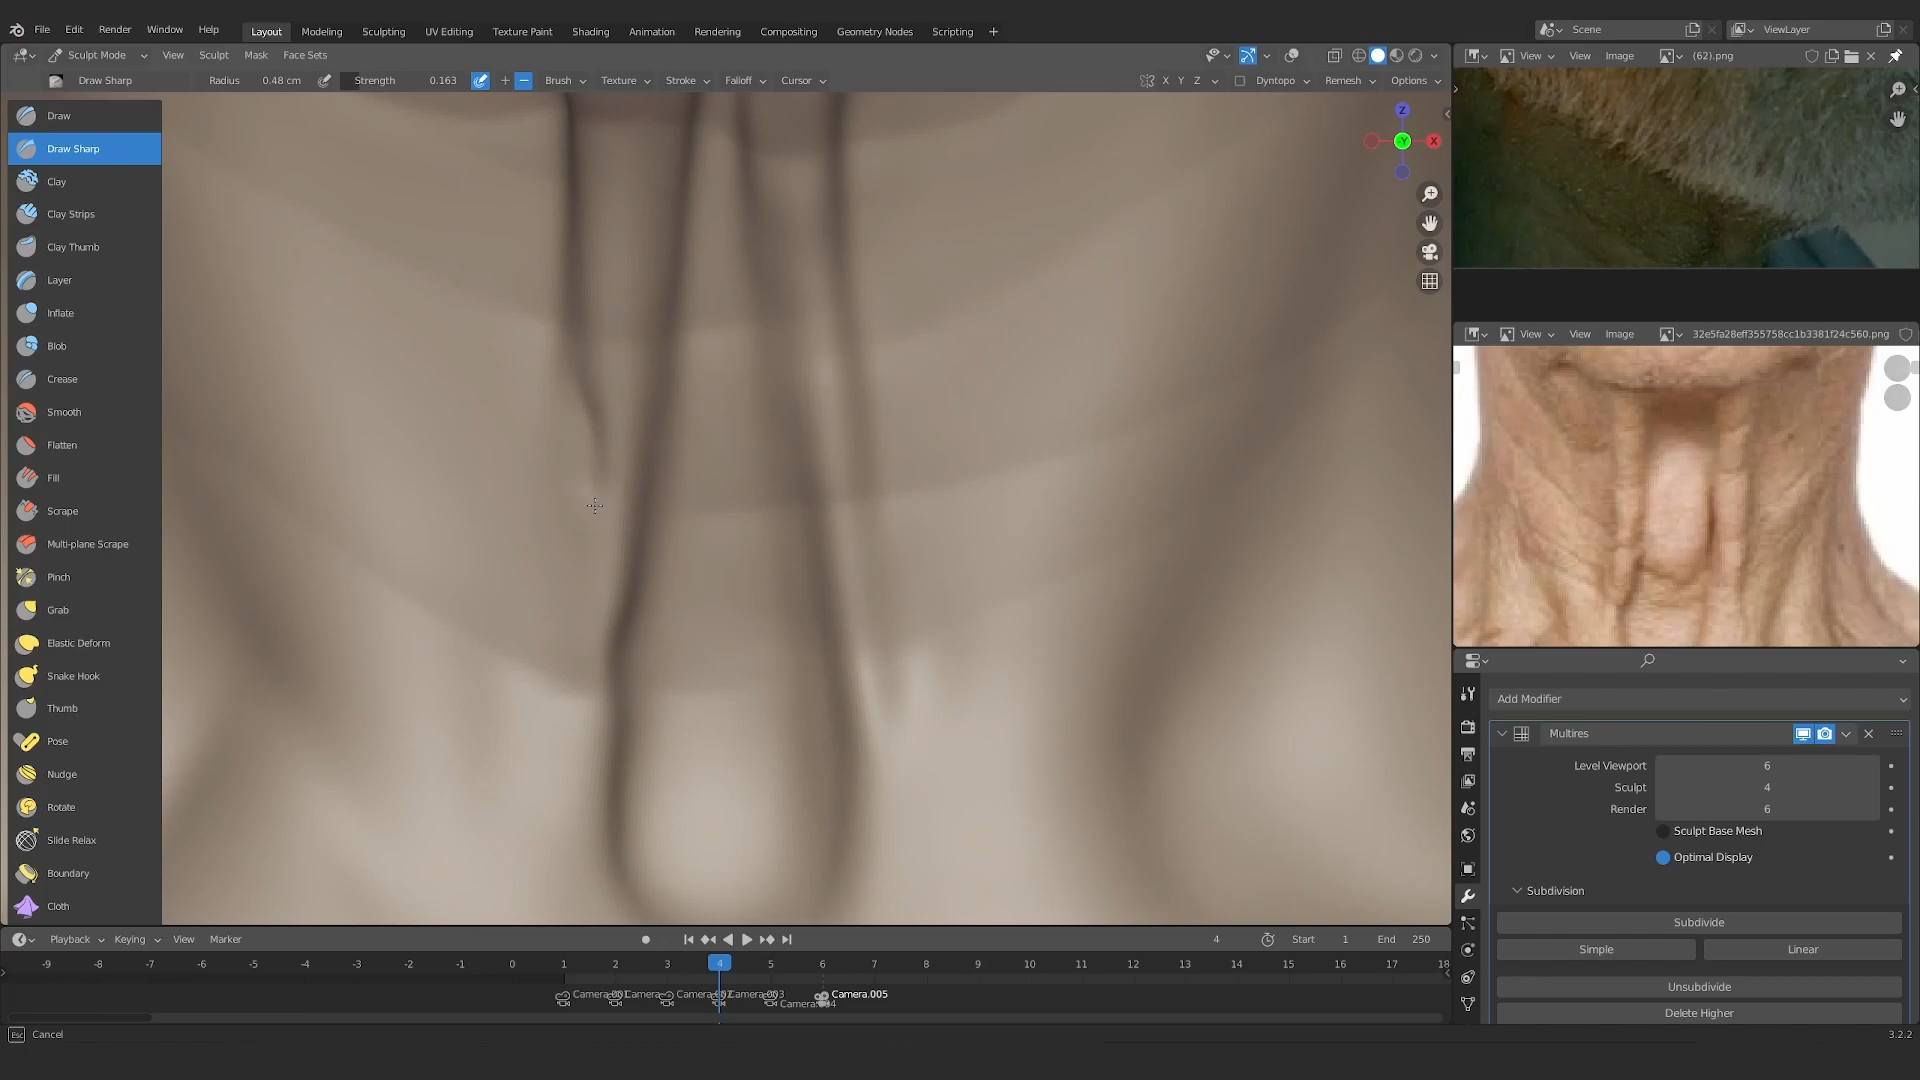 File Edit Render Window Help Layout Modeling Sculpting UV Editing Texture Paint Shading Animation Rendering Compositing Geometry Nodes Scripting + Scene ViewLayer
Sculpt Mode View Sculpt Mask Face Sets View View Image (62).png
Draw Sharp Radius 0.48 cm Strength 0.163 Brush Texture Stroke Falloff Cursor X Y Z Dyntopo Remesh Options
Draw
Draw Sharp
Clay
Clay Strips
Clay Thumb
Layer
Inflate
Blob
Crease
Smooth
Flatten
Fill
Scrape
Multi-plane Scrape
Pinch
Grab
Elastic Deform
Snake Hook
Thumb
Pose
Nudge
Rotate
Slide Relax
Boundary
Cloth
Z
Y
X
View View Image 32e5fa28eff355758cc1b3381f24c560.png
Add Modifier
Multires
Level Viewport 6
Sculpt 4
Render 6
Sculpt Base Mesh
Optimal Display
Subdivision
Subdivide
Simple Linear
Unsubdivide
Delete Higher
Playback Keying View Marker 4 Start 1 End 250
-9 -8 -7 -6 -5 -4 -3 -2 -1 0 1 2 3 4 5 6 7 8 9 10 11 12 13 14 15 16 17 18
Camera.005
Esc Cancel 3.2.2